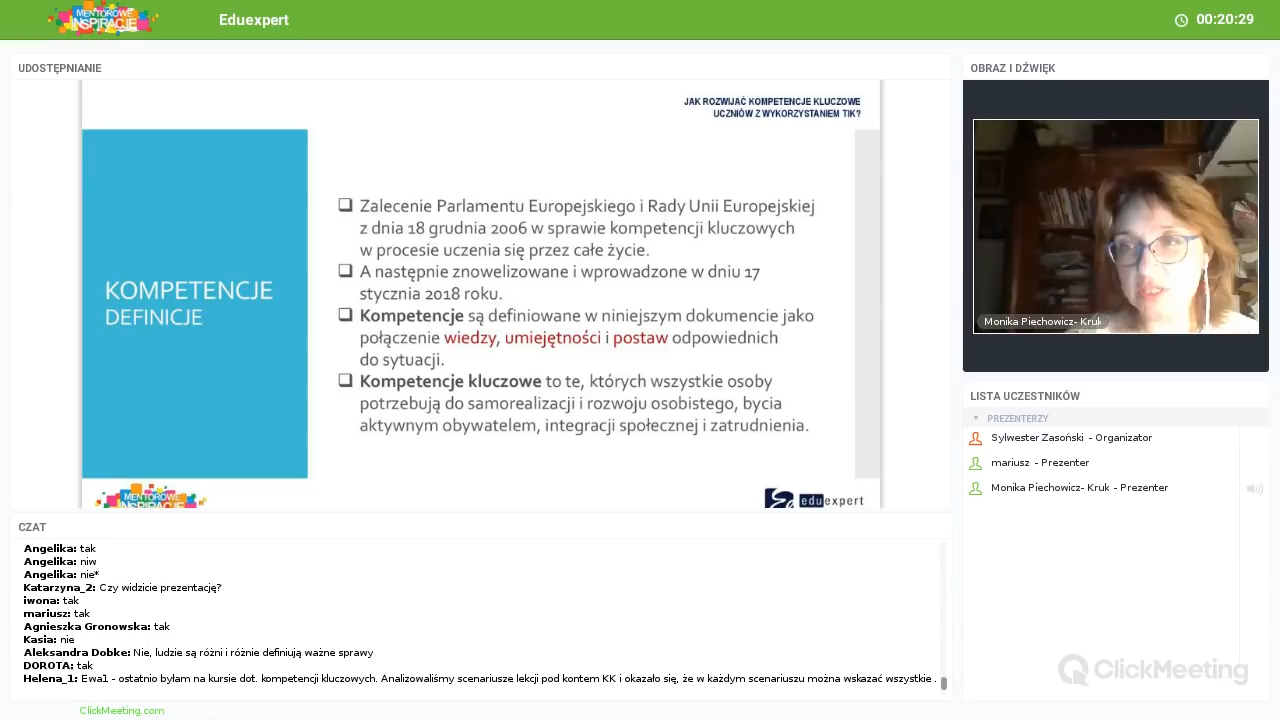 MENTOROWE
INSPIRACJE
Eduexpert
00:20:29
UDOSTĘPNIANIE
JAK ROZWIJAĆ KOMPETENCJE KLUCZOWE
UCZNIÓW Z WYKORZYSTANIEM TIK?
KOMPETENCJE
DEFINICJE
Zalecenie Parlamentu Europejskiego i Rady Unii Europejskiej
z dnia 18 grudnia 2006 w sprawie kompetencji kluczowych
w procesie uczenia się przez całe życie.
A następnie znowelizowane i wprowadzone w dniu 17
stycznia 2018 roku.
Kompetencje są definiowane w niniejszym dokumencie jako
połączenie wiedzy, umiejętności i postaw odpowiednich
do sytuacji.
Kompetencje kluczowe to te, których wszystkie osoby
potrzebują do samorealizacji i rozwoju osobistego, bycia
aktywnym obywatelem, integracji społecznej i zatrudnienia.
MENTOROWE
INSPIRACJE
eduexpert
OBRAZ I DŹWIĘK
Monika Piechowicz- Kruk
LISTA UCZESTNIKÓW
PREZENTERZY
Sylwester Zasoński - Organizator
mariusz - Prezenter
Monika Piechowicz- Kruk - Prezenter
CZAT
Angelika: tak
Angelika: niw
Angelika: nie*
Katarzyna_2: Czy widzicie prezentację?
iwona: tak
mariusz: tak
Agnieszka Gronowska: tak
Kasia: nie
Aleksandra Dobke: Nie, ludzie są różni i różnie definiują ważne sprawy
DOROTA: tak
Helena_1: Ewa1 - ostatnio byłam na kursie dot. kompetencji kluczowych. Analizowaliśmy scenariusze lekcji pod kontem KK i okazało się, że w każdym scenariuszu można wskazać wszystkie .
ClickMeeting
ClickMeeting.com